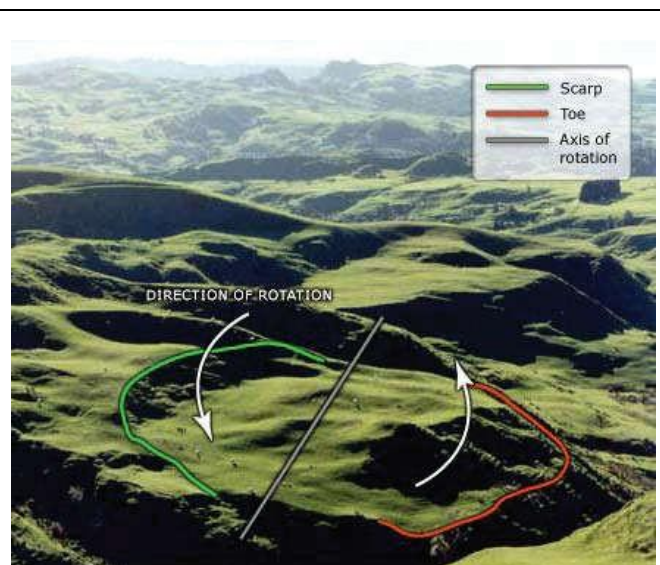 Scarp
Toe
Axis of
rotation
DIRECTION OF ROTATION